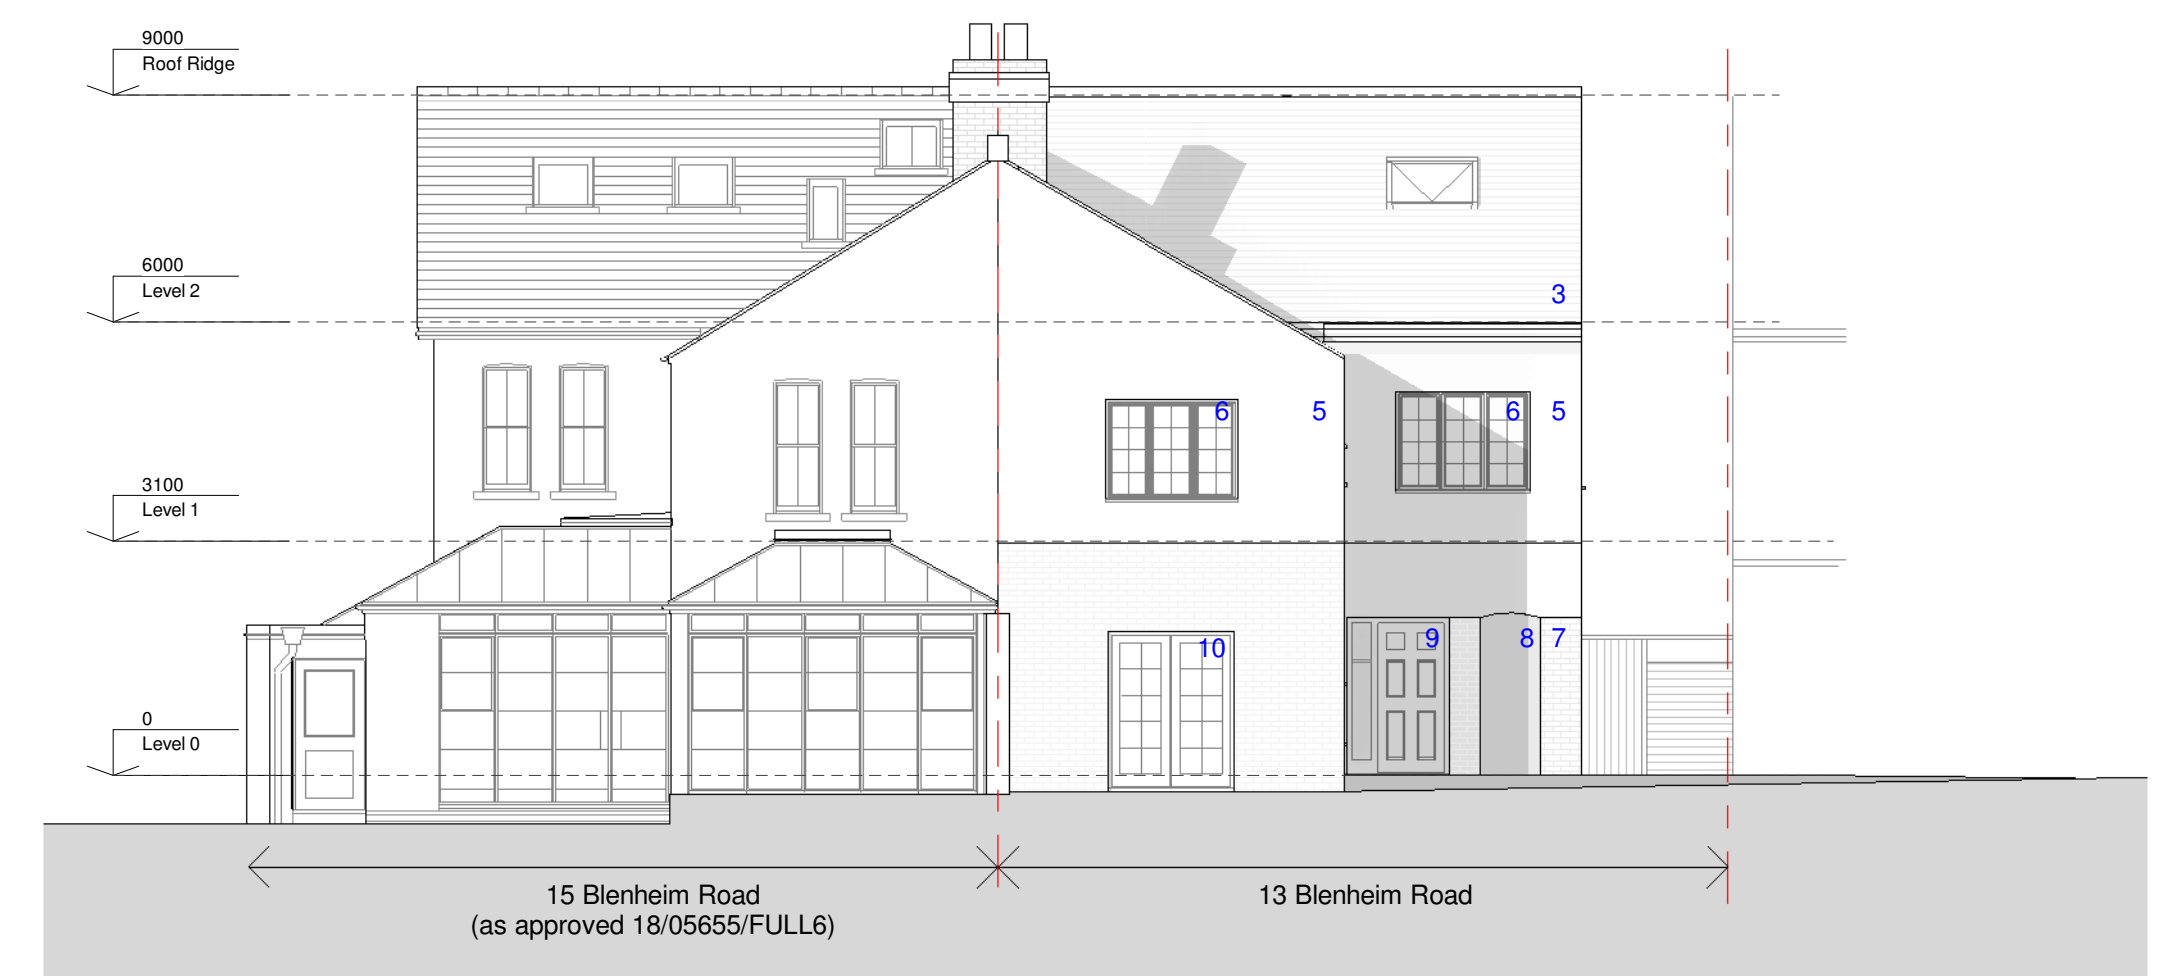 9000
Roof Ridge
6000
Level 2
3
6
5
6
5
3100
Level 1
10
9
8
7
0
Level 0
15 Blenheim Road
(as approved 18/05655/FULL6)
13 Blenheim Road